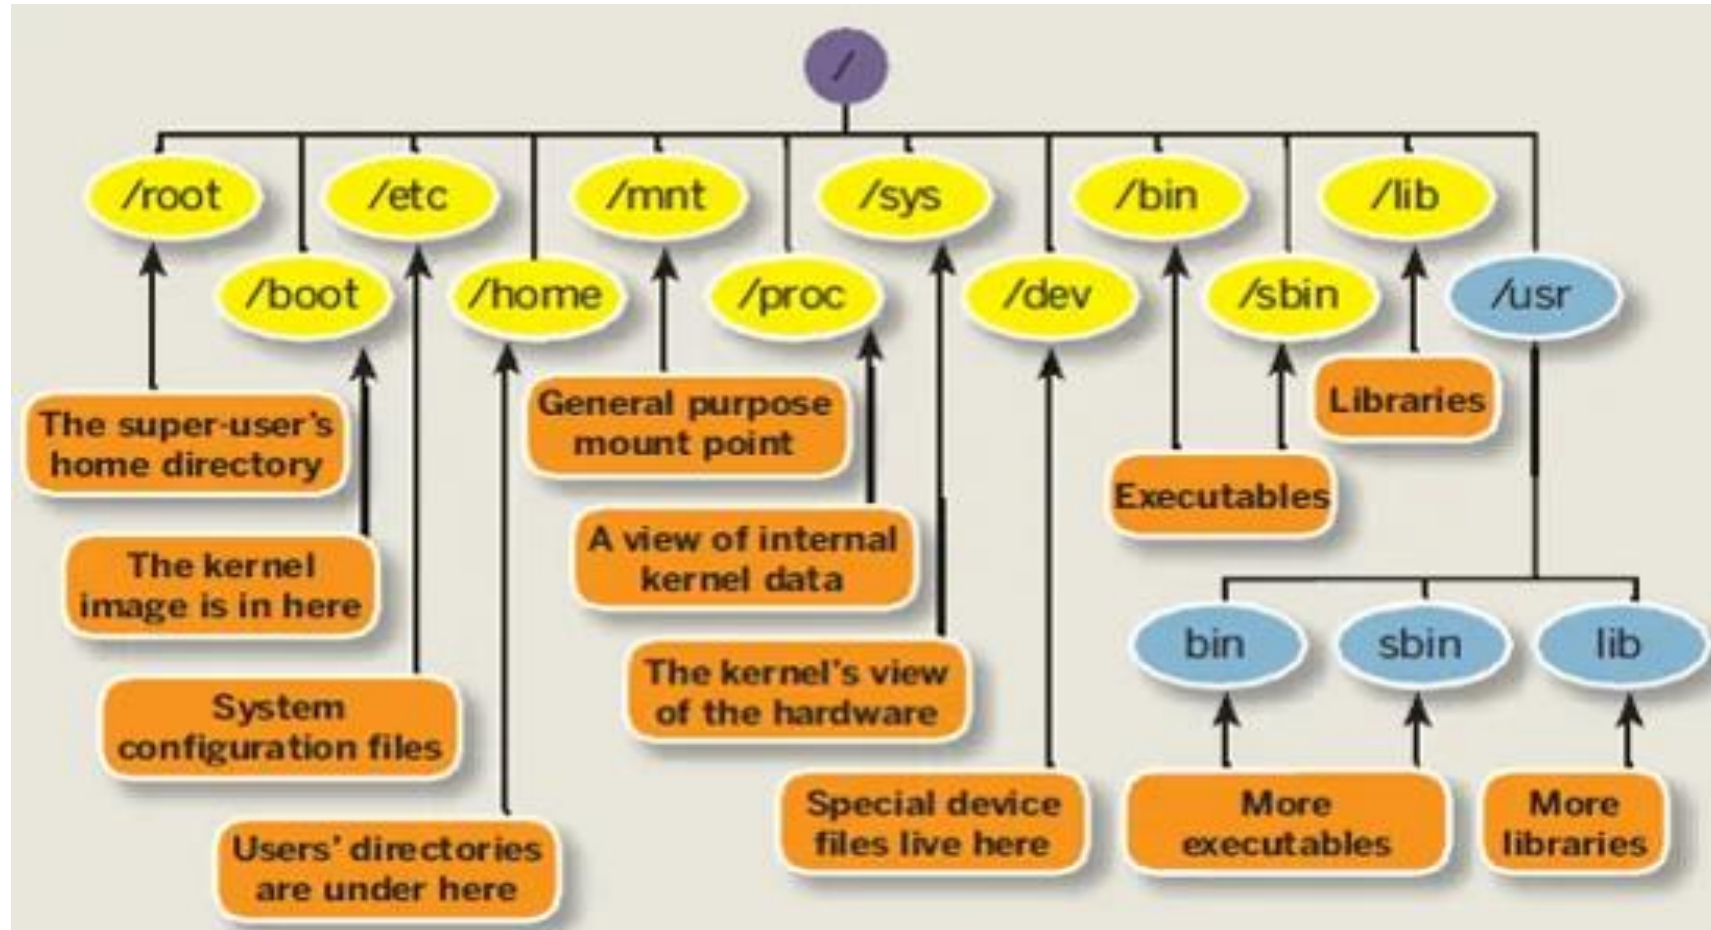 /
/root
/etc
/mnt
/sys
/bin
/lib
/boot
/home
/proc
/dev
/sbin
/usr
The super-user's
home directory
General purpose
mount point
Libraries
Executables
A view of internal
kernel data
The kernel
image is in here
bin
sbin
lib
The kernel's view
of the hardware
System
configuration files
Special device
files live here
More
executables
More
libraries
Users' directories
are under here